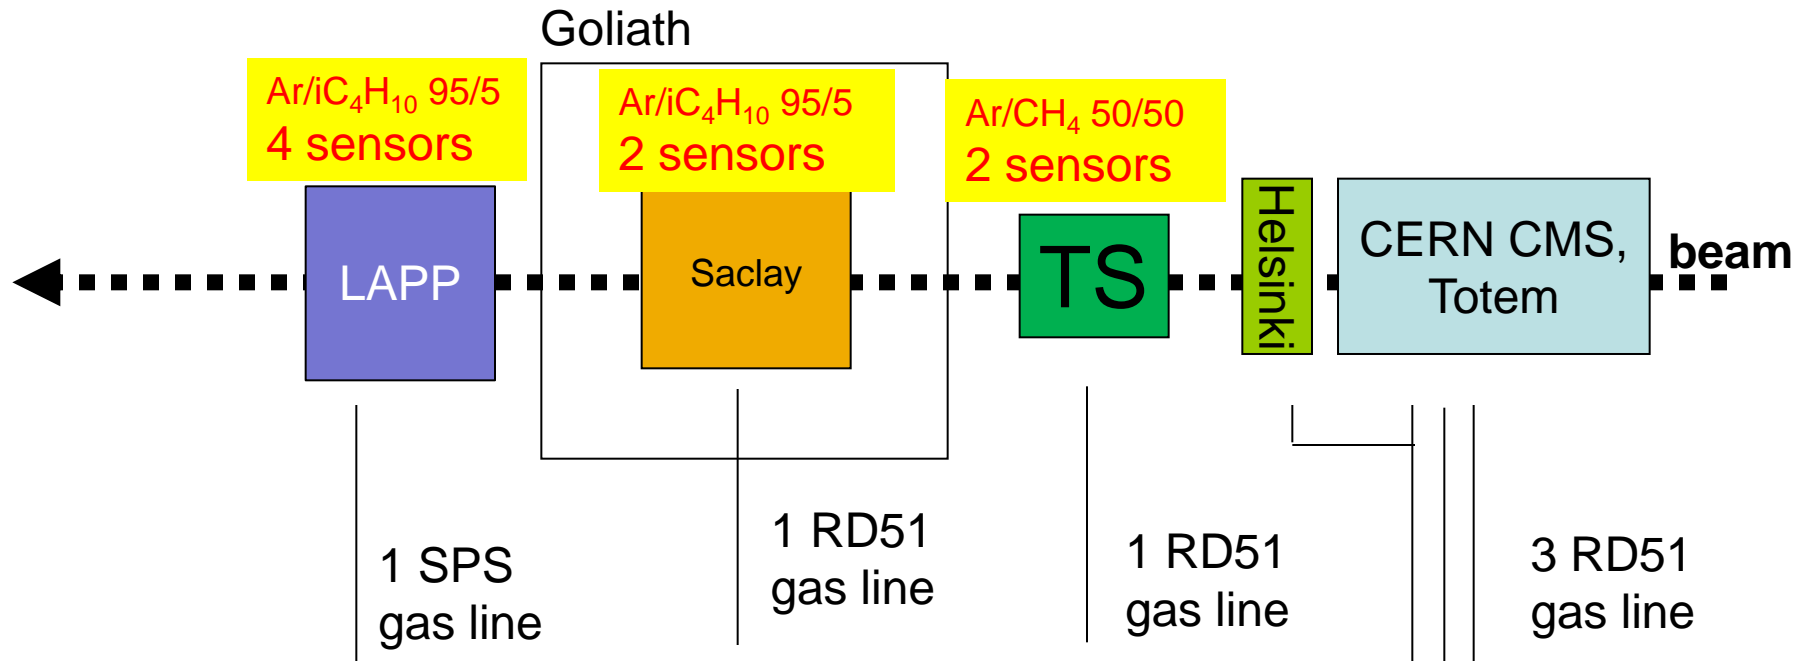 Goliath
Ar/iC₄H₁₀ 95/5
4 sensors
Ar/iC₄H₁₀ 95/5
2 sensors
Ar/CH₄ 50/50
2 sensors
LAPP
Saclay
TS
Helsinki
CERN CMS,
Totem
beam
1 SPS
gas line
1 RD51
gas line
1 RD51
gas line
3 RD51
gas line